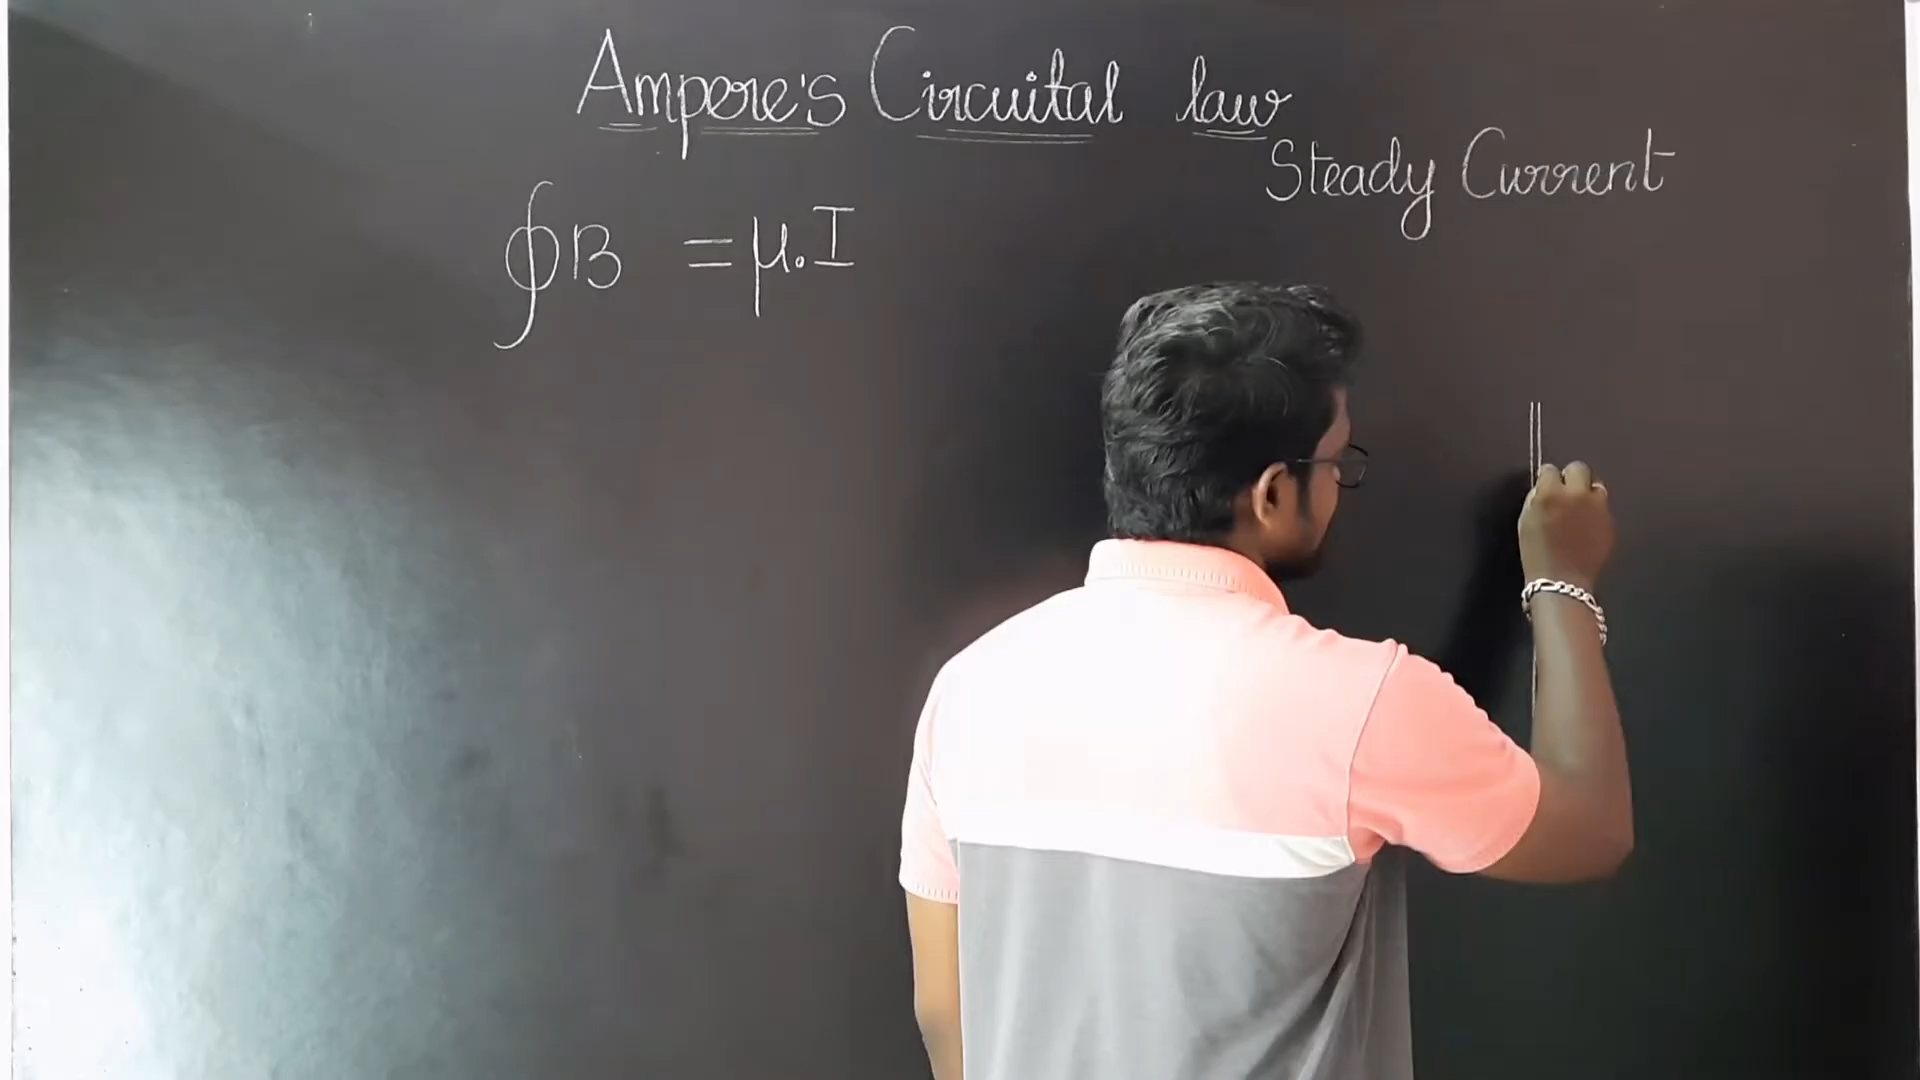 Ampere's Circuital law
Steady Current
∮B = μ₀I